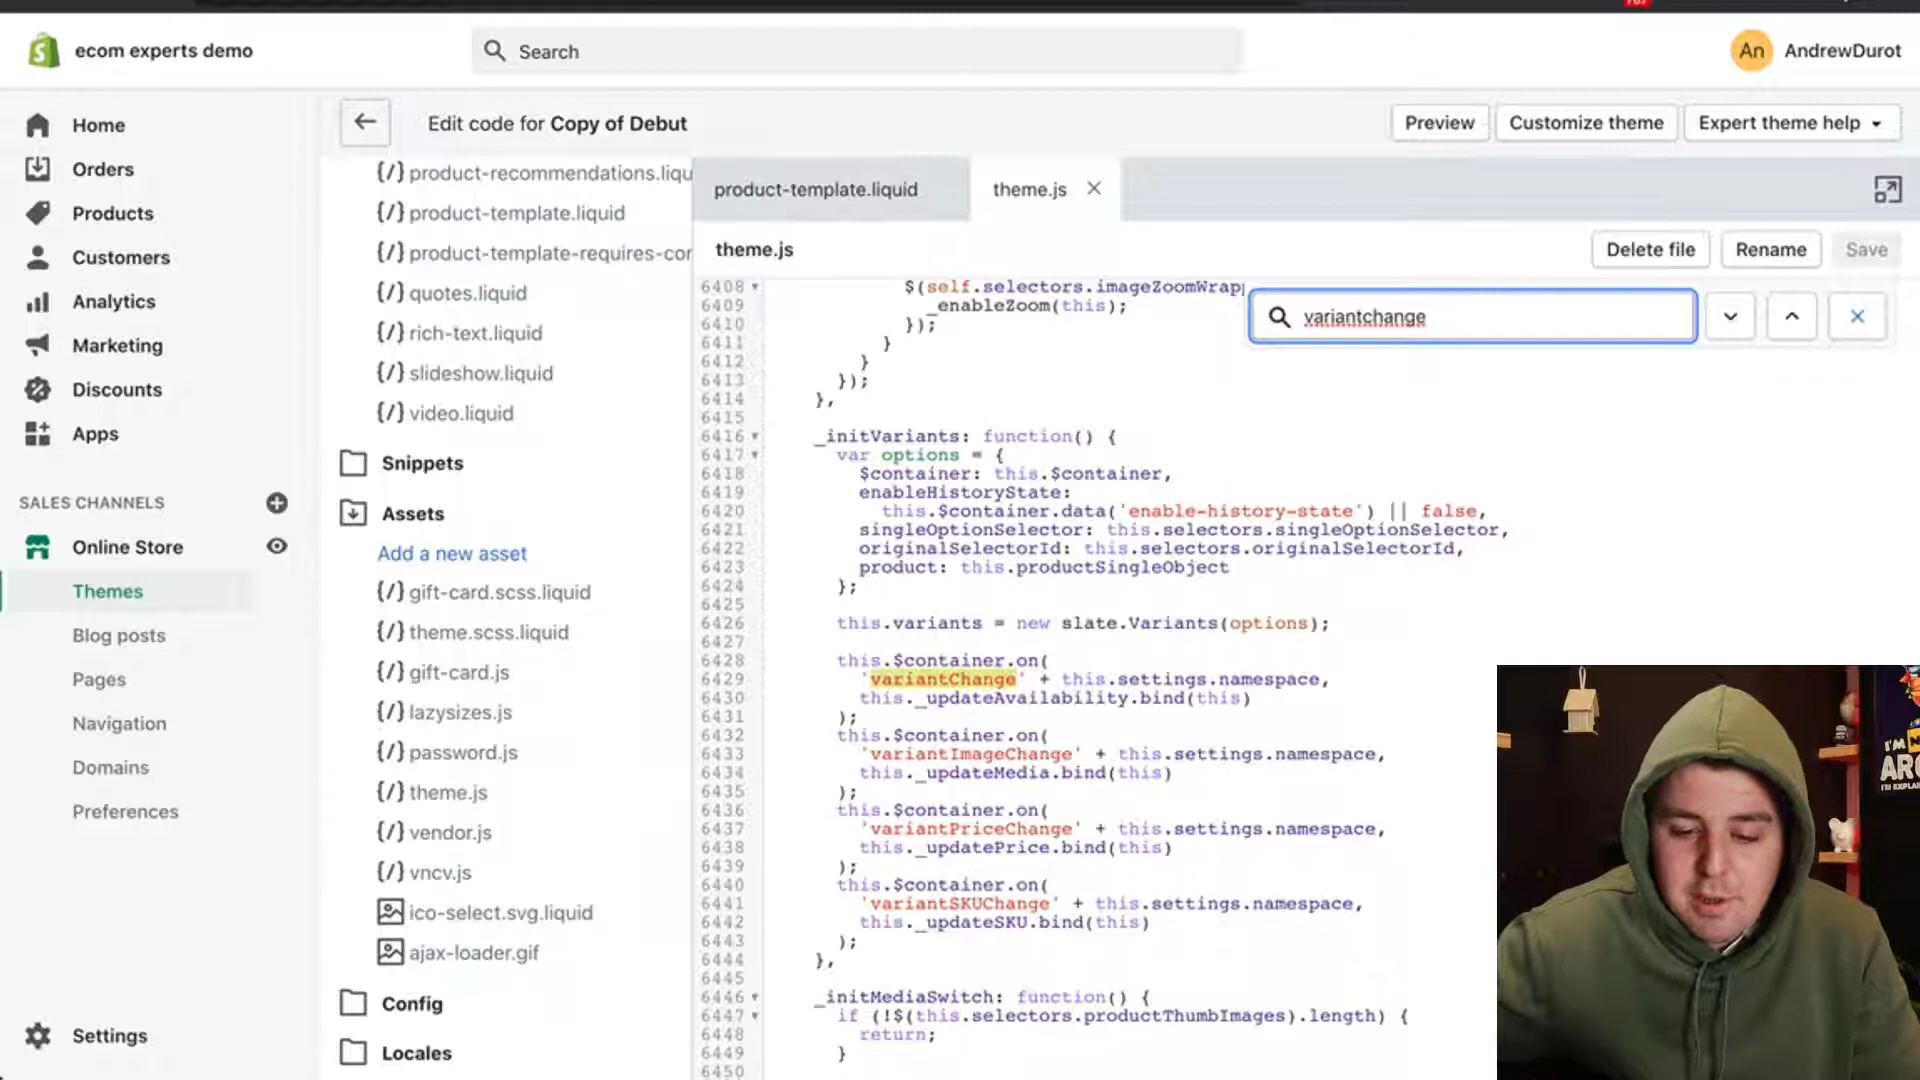 ecom experts demo
Search
An
AndrewDurot
Home
Orders
Products
Customers
Analytics
Marketing
Discounts
Apps
SALES CHANNELS
Online Store
Themes
Blog posts
Pages
Navigation
Domains
Preferences
Settings
Edit code for Copy of Debut
Preview
Customize theme
Expert theme help
{/} product-recommendations.liqu
{/} product-template.liquid
{/} product-template-requires-cor
{/} quotes.liquid
{/} rich-text.liquid
{/} slideshow.liquid
{/} video.liquid
Snippets
Assets
Add a new asset
{/} gift-card.scss.liquid
{/} theme.scss.liquid
{/} gift-card.js
{/} lazysizes.js
{/} password.js
{/} theme.js
{/} vendor.js
{/} vncv.js
ico-select.svg.liquid
ajax-loader.gif
Config
Locales
product-template.liquid
theme.js
theme.js
Delete file
Rename
Save
variantchange
6408 $(self.selectors.imageZoomWrapp
6409 _enableZoom(this);
6410 });
6411 }
6412 }
6413 });
6414 },
6415
6416 _initVariants: function() {
6417 var options = {
6418 $container: this.$container,
6419 enableHistoryState:
6420 this.$container.data('enable-history-state') || false,
6421 singleOptionSelector: this.selectors.singleOptionSelector,
6422 originalSelectorId: this.selectors.originalSelectorId,
6423 product: this.productSingleObject
6424 };
6425
6426 this.variants = new slate.Variants(options);
6427
6428 this.$container.on(
6429 'variantChange' + this.settings.namespace,
6430 this._updateAvailability.bind(this)
6431 );
6432 this.$container.on(
6433 'variantImageChange' + this.settings.namespace,
6434 this._updateMedia.bind(this)
6435 );
6436 this.$container.on(
6437 'variantPriceChange' + this.settings.namespace,
6438 this._updatePrice.bind(this)
6439 );
6440 this.$container.on(
6441 'variantSKUChange' + this.settings.namespace,
6442 this._updateSKU.bind(this)
6443 );
6444 },
6445
6446 _initMediaSwitch: function() {
6447 if (!$(this.selectors.productThumbImages).length) {
6448 return;
6449 }
6450
I'M